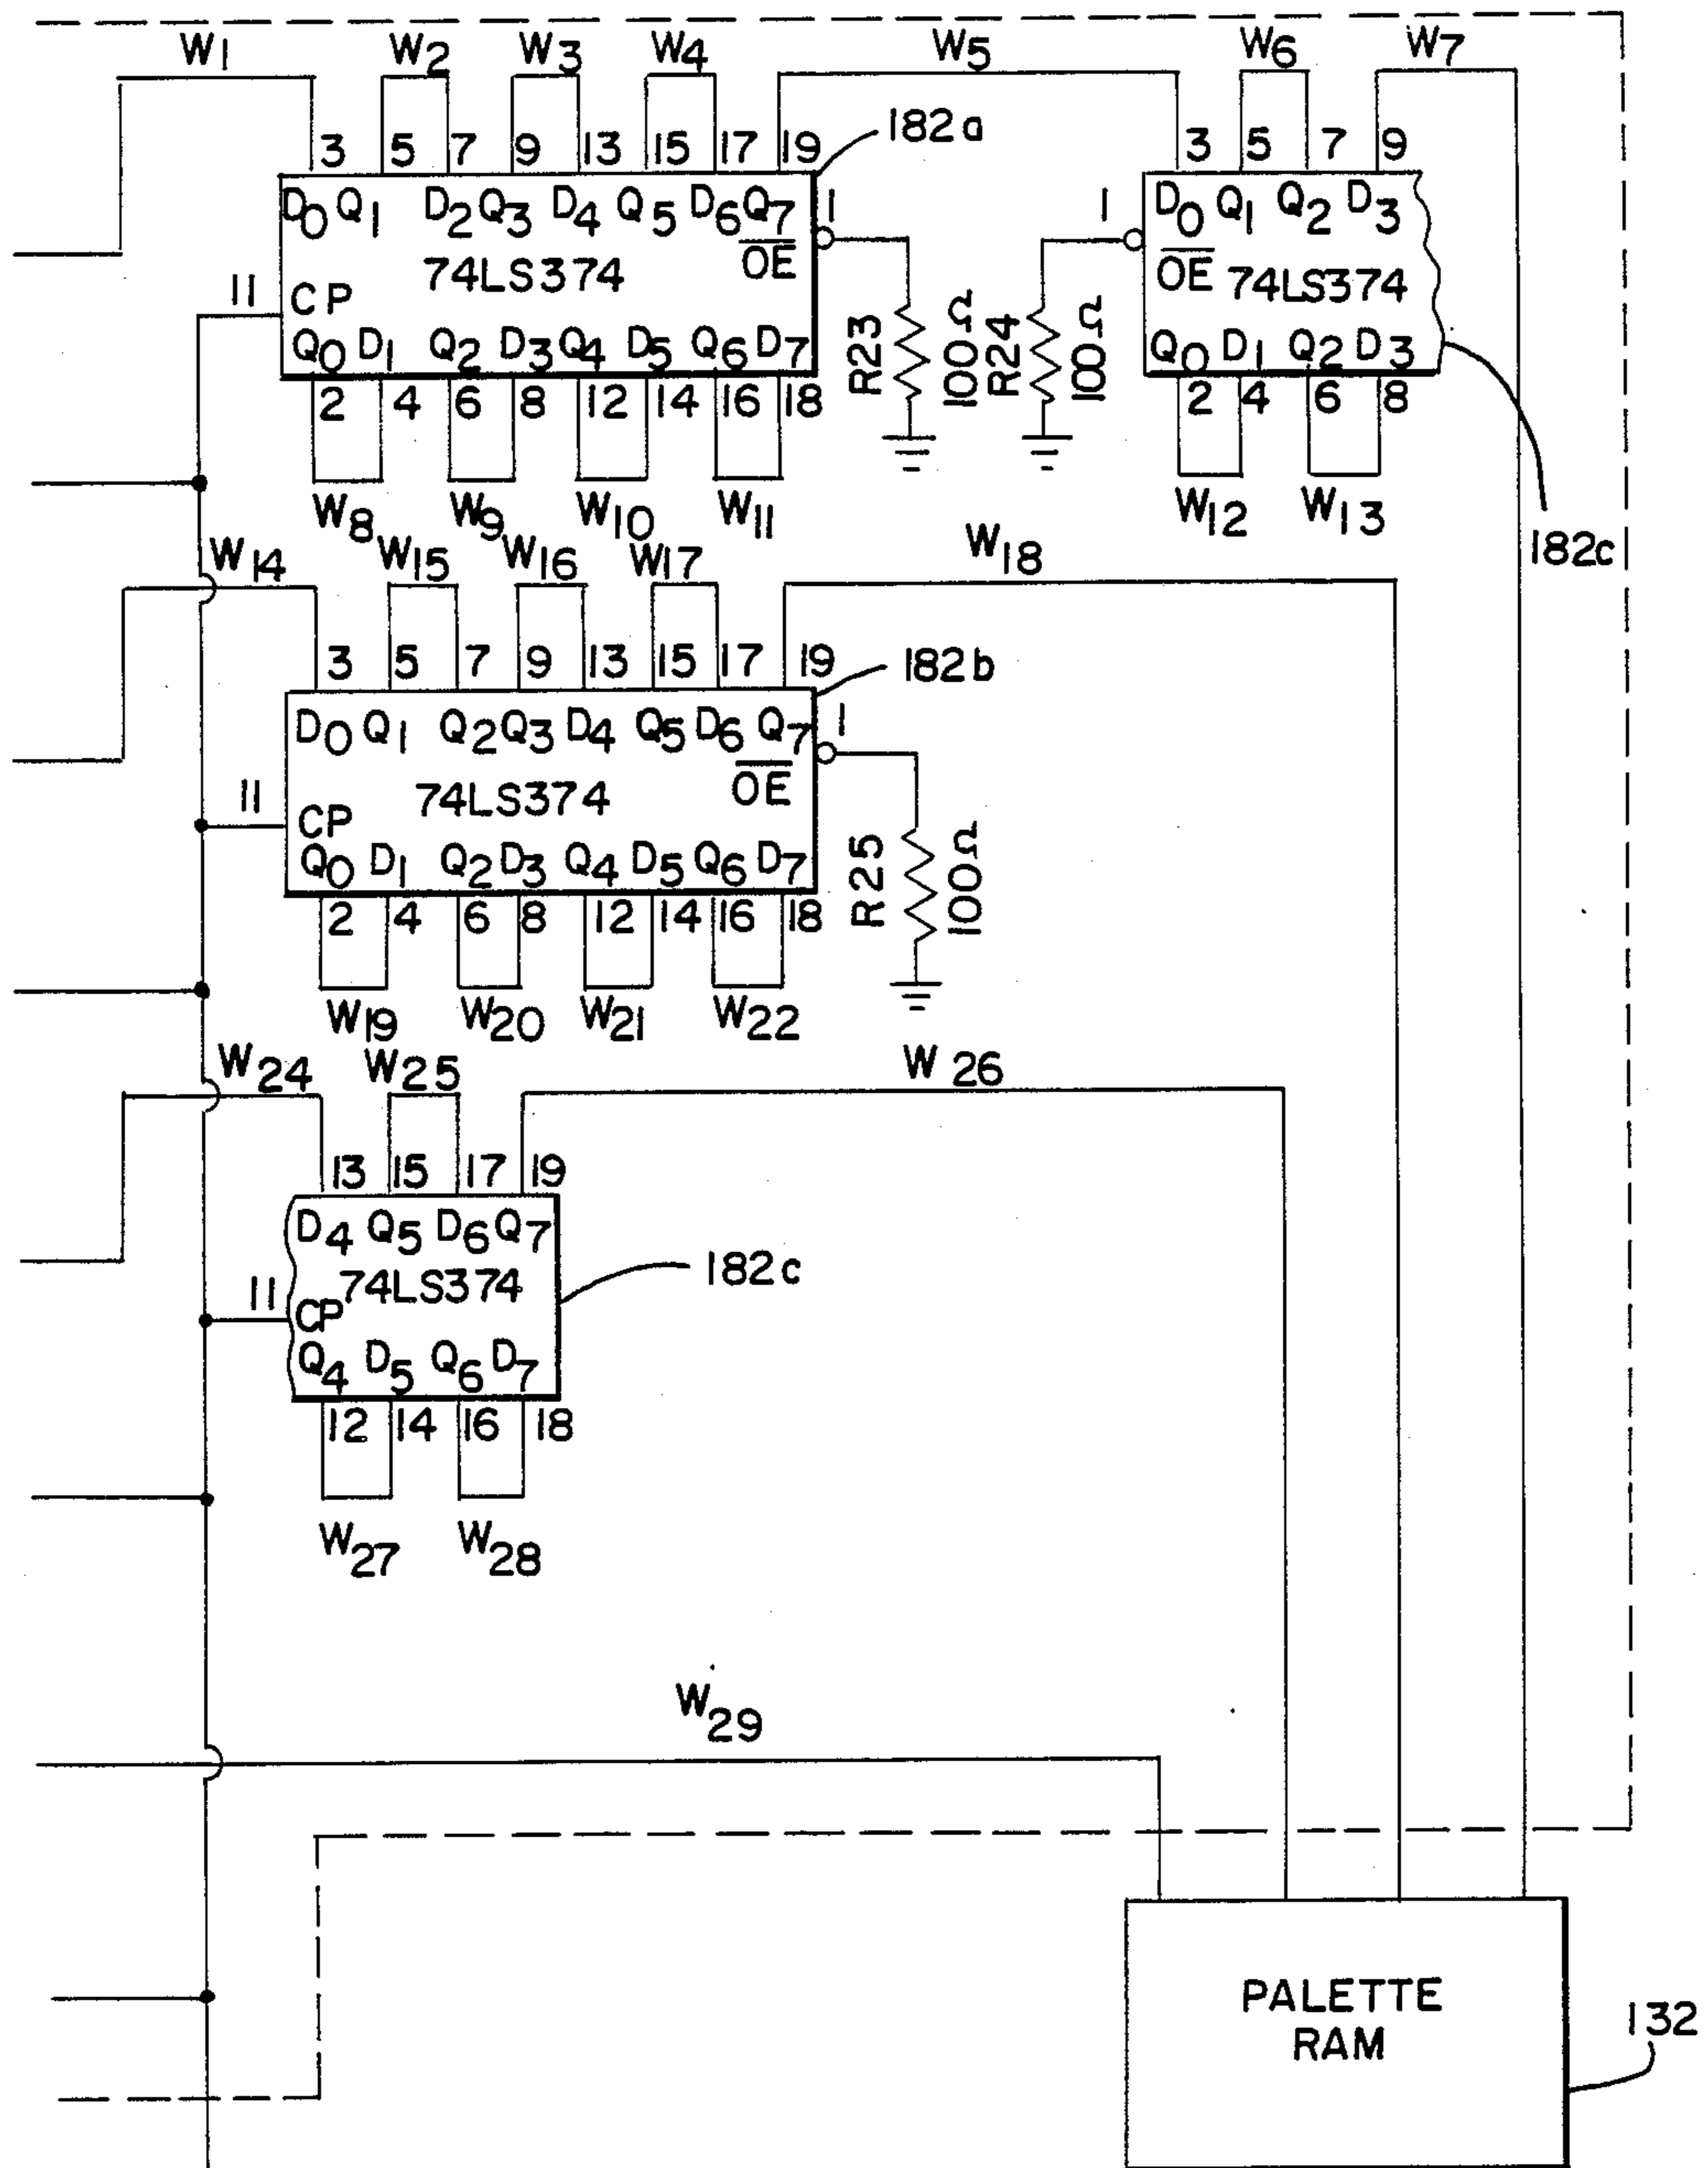 W1 W2 W3 W4 W5 W6 W7
182a
3 5 7 9 13 15 17 19
D0 Q1 D2 Q3 D4 Q5 D6 Q7
1
OE
74LS374
11
CP
Q0 D1 Q2 D3 Q4 D5 Q6 D7
2 4 6 8 12 14 16 18
W8 W9 W10 W11
R23
100Ω
R24
100Ω
3 5 7 9
1
D0 Q1 Q2 D3
OE 74LS374
Q0 D1 Q2 D3
2 4 6 8
W12 W13
182c
W14 W15 W16 W17 W18
3 5 7 9 13 15 17 19
182b
D0 Q1 Q2 Q3 D4 Q5 D6 Q7
1
OE
74LS374
11
CP
Q0 D1 Q2 D3 Q4 D5 Q6 D7
2 4 6 8 12 14 16 18
R25
100Ω
W19 W20 W21 W22
W24 W25 W26
13 15 17 19
D4 Q5 D6 Q7
74LS374
182c
11
CP
Q4 D5 Q6 D7
12 14 16 18
W27 W28
W29
PALETTE
RAM
132